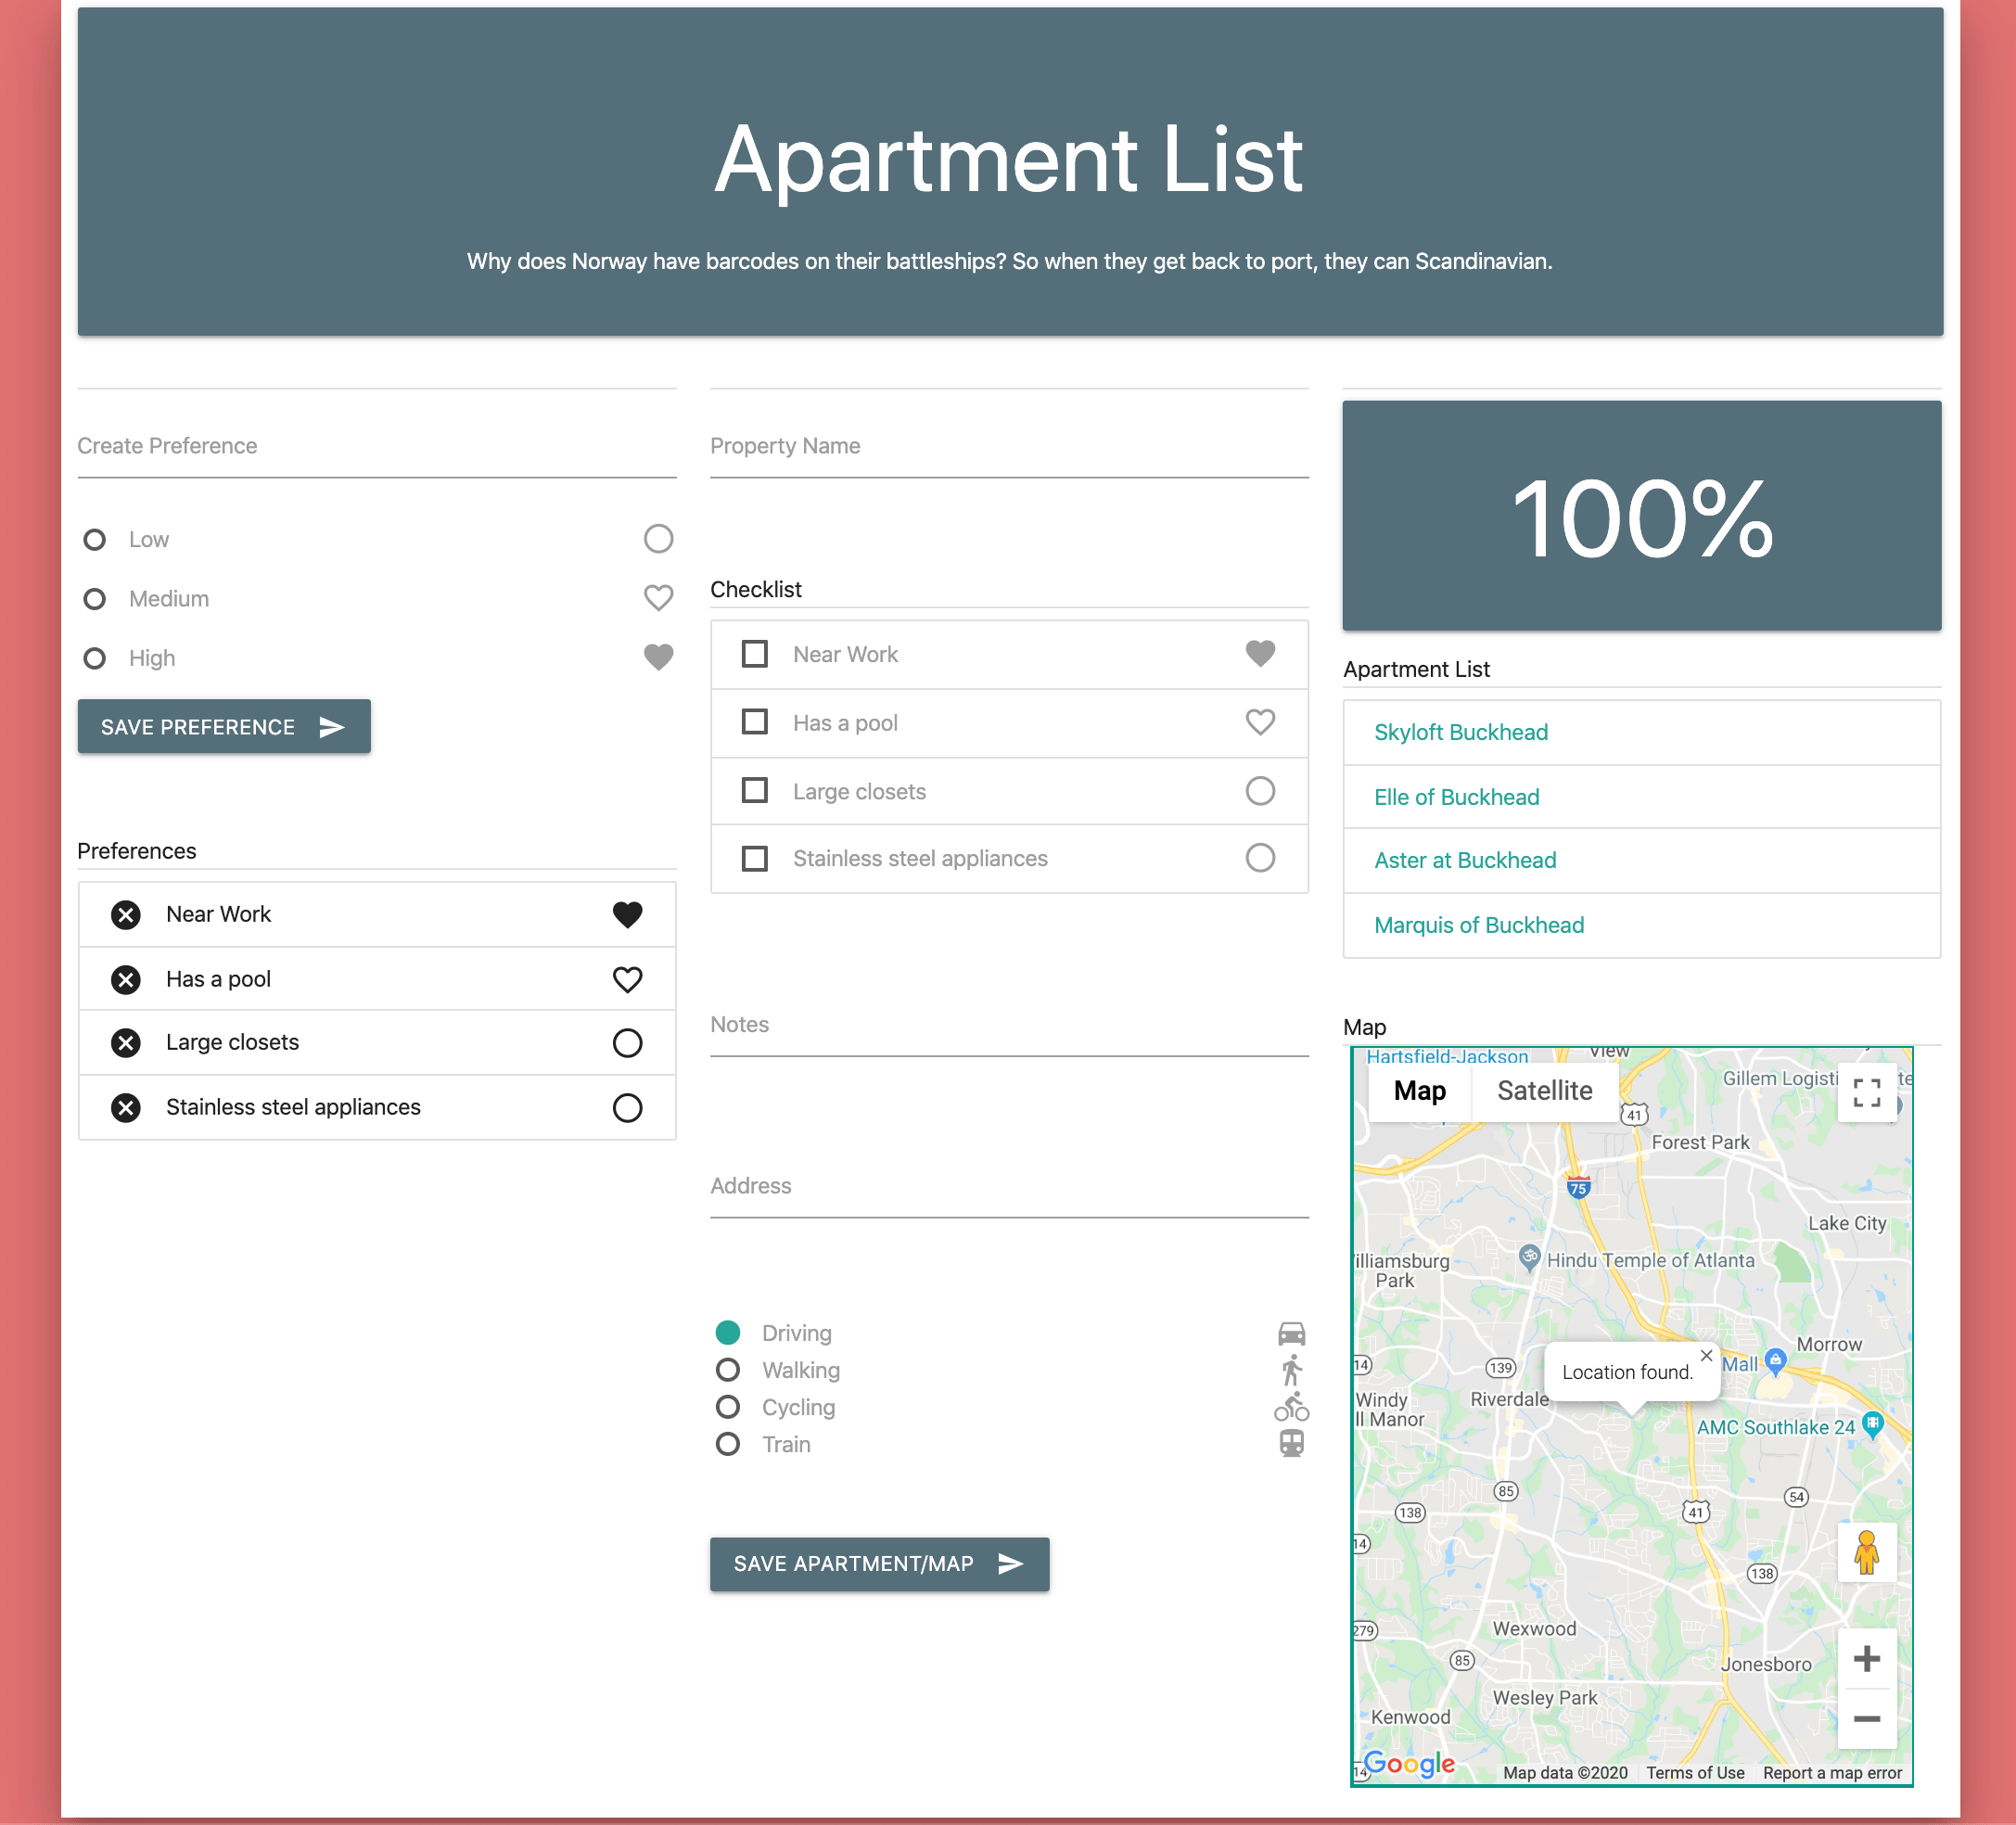 Apartment List
Why does Norway have barcodes on their battleships? So when they get back to port, they can Scandinavian.
Create Preference
Low
Medium
High
SAVE PREFERENCE
Preferences
Near Work
Has a pool
Large closets
Stainless steel appliances
Property Name
Checklist
Near Work
Has a pool
Large closets
Stainless steel appliances
Notes
Address
Driving
Walking
Cycling
Train
SAVE APARTMENT/MAP
100%
Apartment List
Skyloft Buckhead
Elle of Buckhead
Aster at Buckhead
Marquis of Buckhead
Map
Hartsfield-Jackson
View
Map
Satellite
Gillem Logisti
41
Forest Park
75
Lake City
illiamsburg
Park
Hindu Temple of Atlanta
Morrow
Location found.
Mall
14
139
Windy
ll Manor
Riverdale
AMC Southlake 24
85
54
138
41
14
138
279
Wexwood
85
Jonesboro
Wesley Park
Kenwood
14
Google
Map data ©2020
Terms of Use
Report a map error